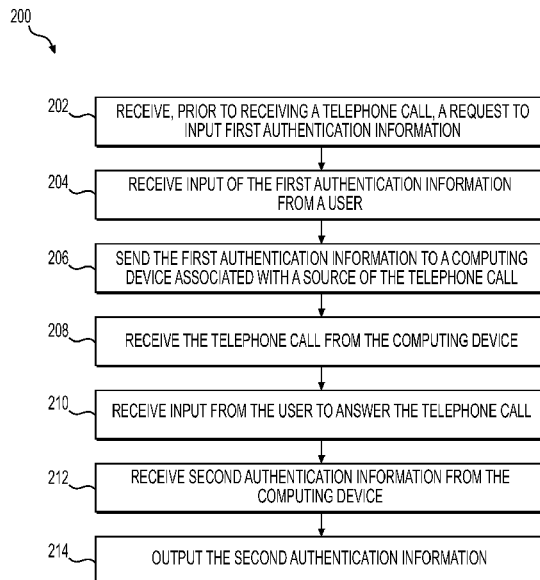 200
202
RECEIVE, PRIOR TO RECEIVING A TELEPHONE CALL, A REQUEST TO
INPUT FIRST AUTHENTICATION INFORMATION
204
RECEIVE INPUT OF THE FIRST AUTHENTICATION INFORMATION
FROM A USER
206
SEND THE FIRST AUTHENTICATION INFORMATION TO A COMPUTING
DEVICE ASSOCIATED WITH A SOURCE OF THE TELEPHONE CALL
208
RECEIVE THE TELEPHONE CALL FROM THE COMPUTING DEVICE
210
RECEIVE INPUT FROM THE USER TO ANSWER THE TELEPHONE CALL
212
RECEIVE SECOND AUTHENTICATION INFORMATION FROM THE
COMPUTING DEVICE
214
OUTPUT THE SECOND AUTHENTICATION INFORMATION